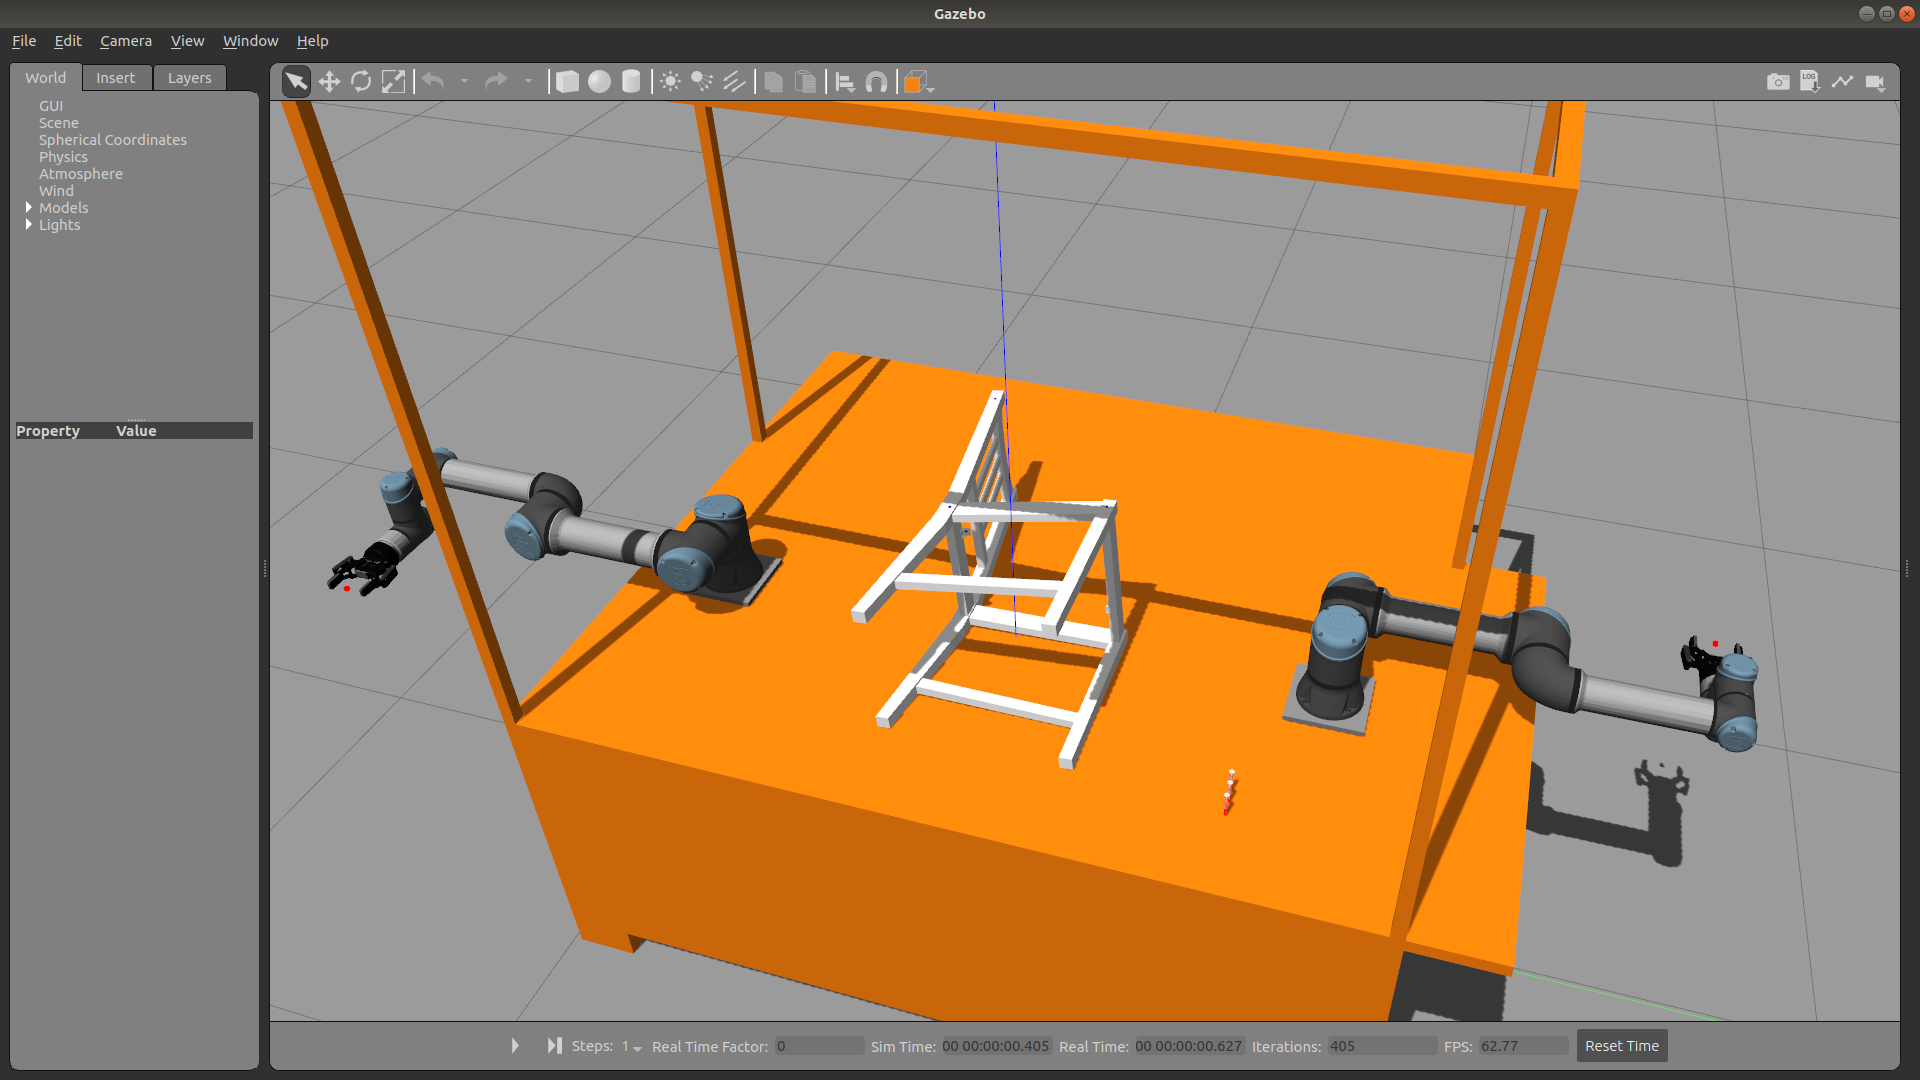 Gazebo
File Edit Camera View Window Help
World Insert Layers
GUI
Scene
Spherical Coordinates
Physics
Atmosphere
Wind
Models
Lights
Property Value
LOG
Steps: 1 Real Time Factor: 0 Sim Time: 00 00:00:00.405 Real Time: 00 00:00:00.627 Iterations: 405 FPS: 62.77 Reset Time